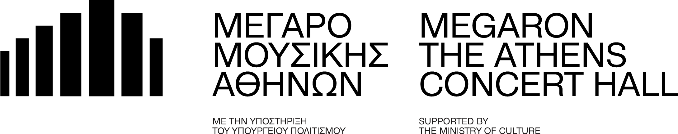 ΜΕΓΑΡΟ
ΜΟΥΣΙΚΗΣ
ΑΘΗΝΩΝ
ΜΕ ΤΗΝ ΥΠΟΣΤΗΡΙΞΗ
ΤΟΥ ΥΠΟΥΡΓΕΙΟΥ ΠΟΛΙΤΙΣΜΟΥ
MEGARON
THE ATHENS
CONCERT HALL
SUPPORTED BY
THE MINISTRY OF CULTURE